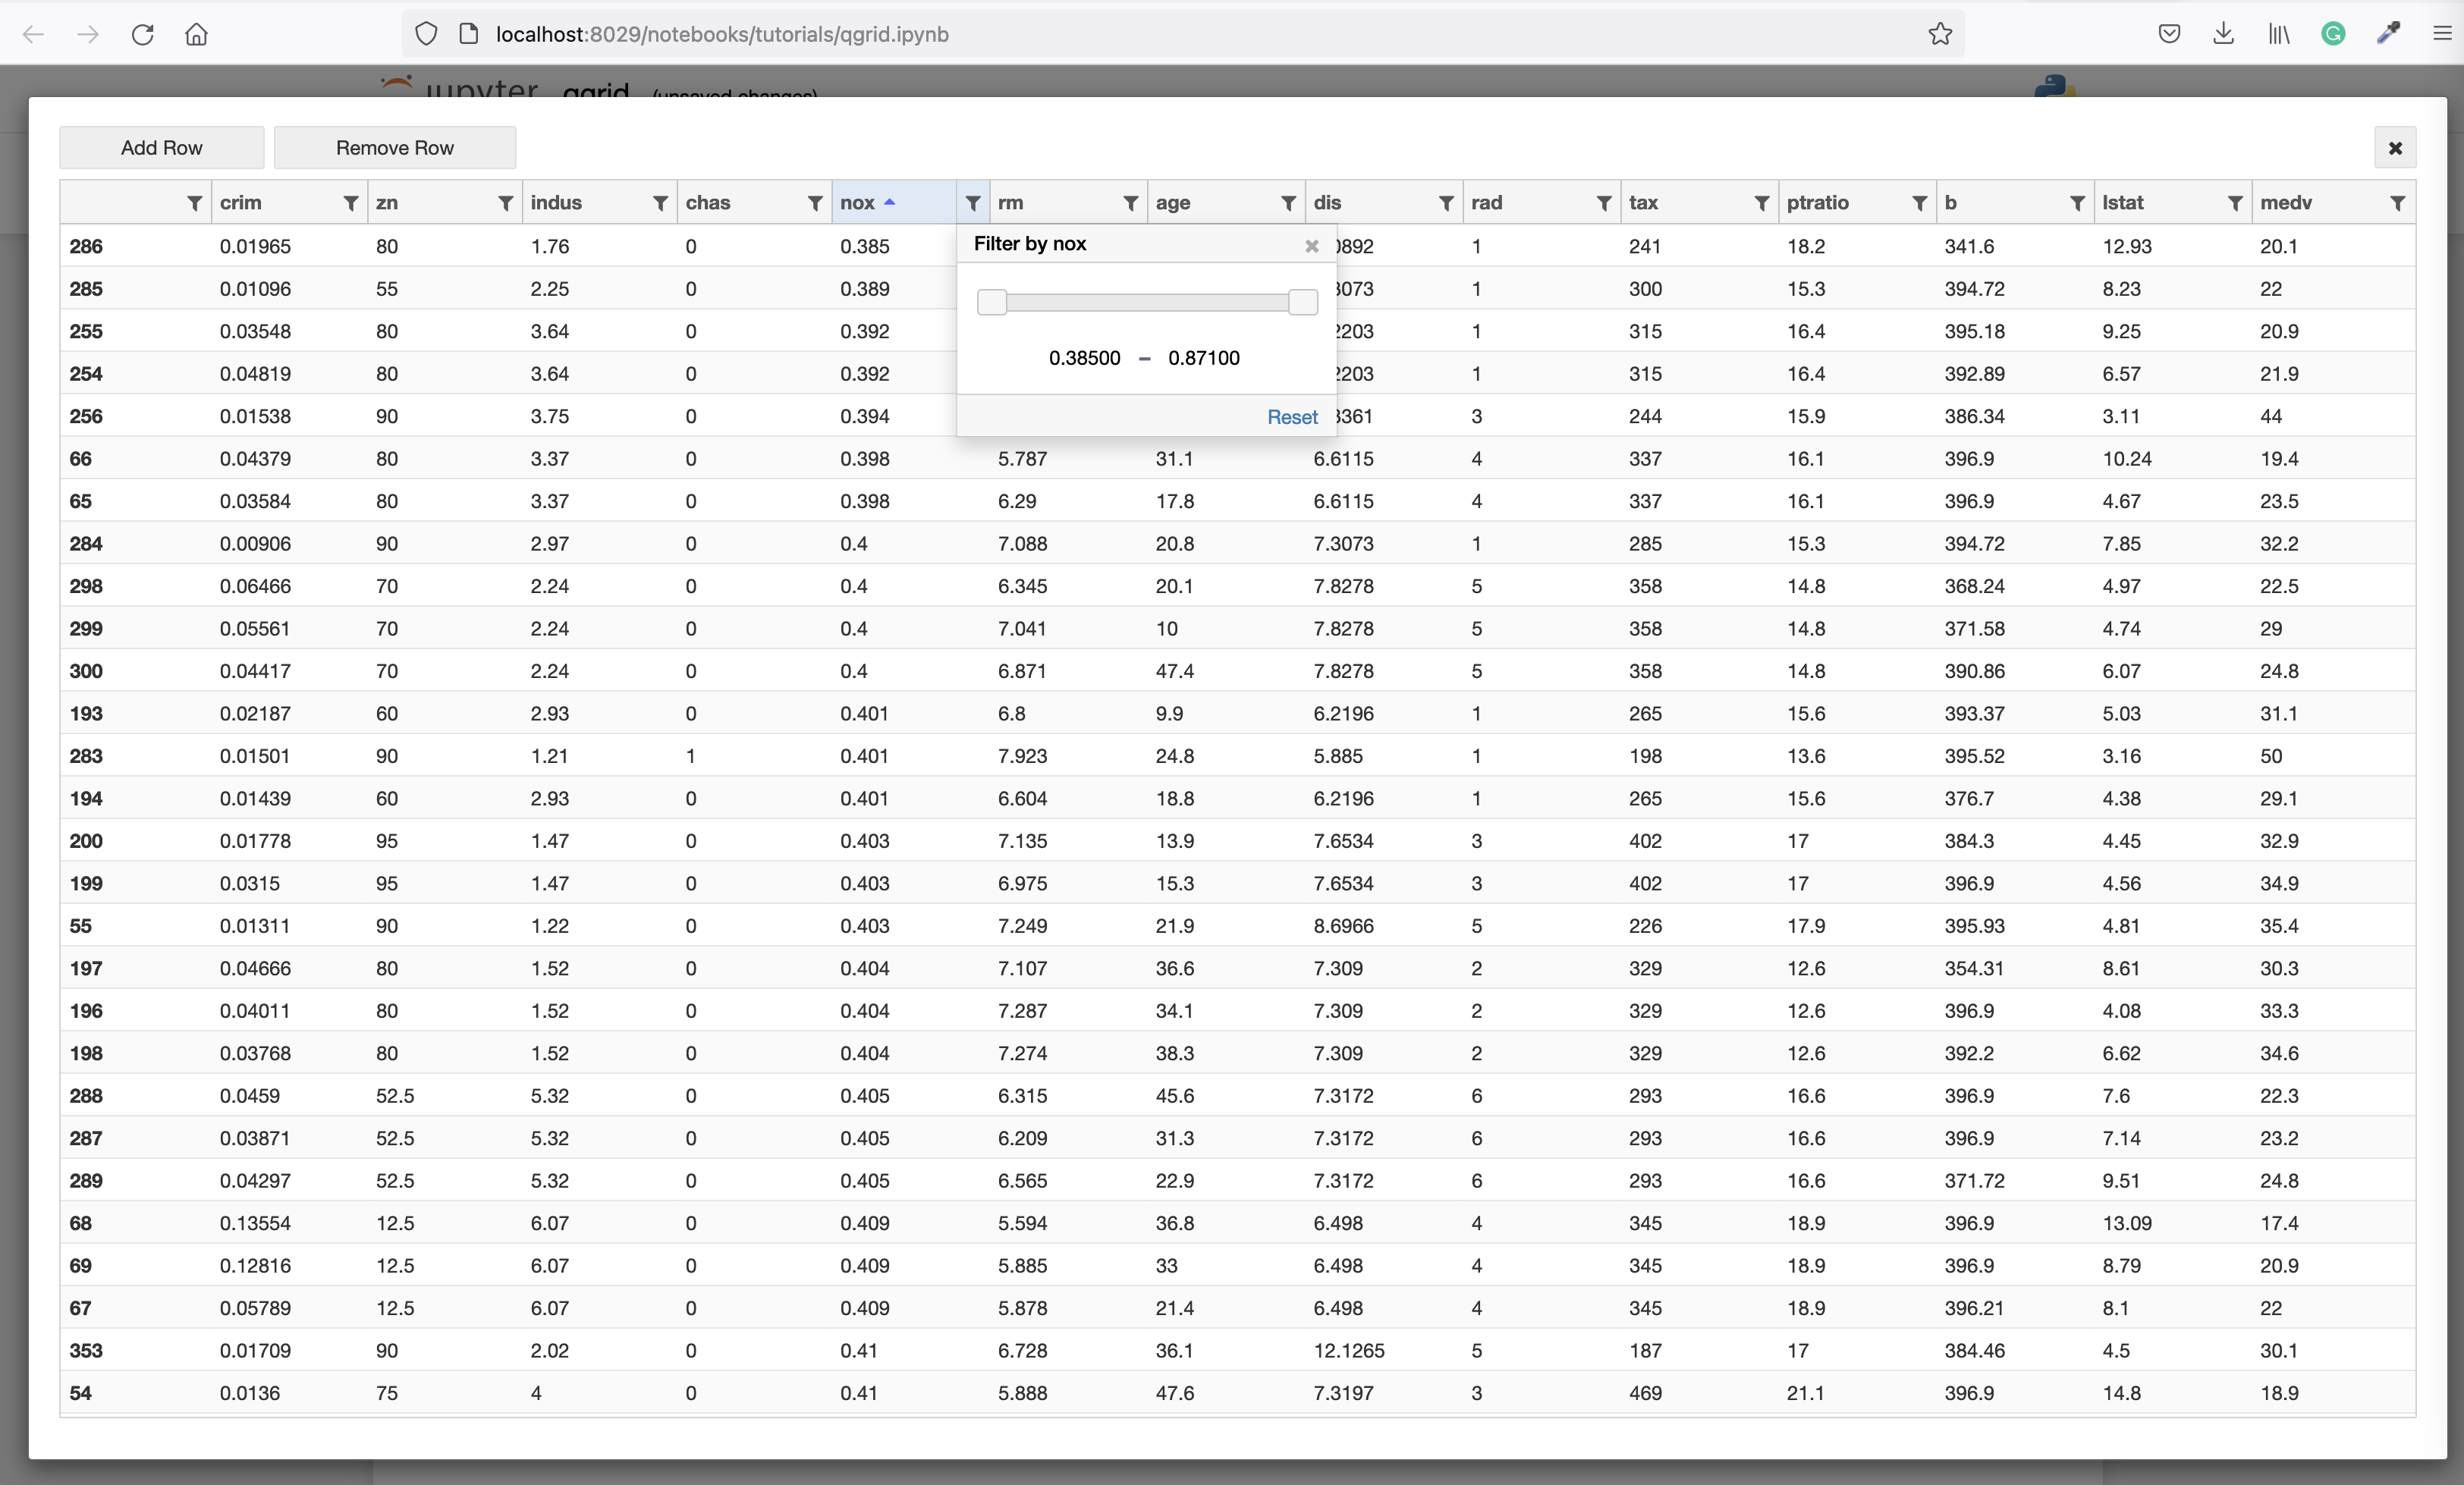 localhost:8029/notebooks/tutorials/qgrid.ipynb
jupyter qgrid (unsaved changes)
Add Row Remove Row
crim zn indus chas nox rm age dis rad tax ptratio b lstat medv
286 0.01965 80 1.76 0 0.385 1 241 18.2 341.6 12.93 20.1
Filter by nox
285 0.01096 55 2.25 0 0.389 1 300 15.3 394.72 8.23 22
255 0.03548 80 3.64 0 0.392 1 315 16.4 395.18 9.25 20.9
0.38500 – 0.87100
254 0.04819 80 3.64 0 0.392 1 315 16.4 392.89 6.57 21.9
256 0.01538 90 3.75 0 0.394 3 244 15.9 386.34 3.11 44
Reset
66 0.04379 80 3.37 0 0.398 5.787 31.1 6.6115 4 337 16.1 396.9 10.24 19.4
65 0.03584 80 3.37 0 0.398 6.29 17.8 6.6115 4 337 16.1 396.9 4.67 23.5
284 0.00906 90 2.97 0 0.4 7.088 20.8 7.3073 1 285 15.3 394.72 7.85 32.2
298 0.06466 70 2.24 0 0.4 6.345 20.1 7.8278 5 358 14.8 368.24 4.97 22.5
299 0.05561 70 2.24 0 0.4 7.041 10 7.8278 5 358 14.8 371.58 4.74 29
300 0.04417 70 2.24 0 0.4 6.871 47.4 7.8278 5 358 14.8 390.86 6.07 24.8
193 0.02187 60 2.93 0 0.401 6.8 9.9 6.2196 1 265 15.6 393.37 5.03 31.1
283 0.01501 90 1.21 1 0.401 7.923 24.8 5.885 1 198 13.6 395.52 3.16 50
194 0.01439 60 2.93 0 0.401 6.604 18.8 6.2196 1 265 15.6 376.7 4.38 29.1
200 0.01778 95 1.47 0 0.403 7.135 13.9 7.6534 3 402 17 384.3 4.45 32.9
199 0.0315 95 1.47 0 0.403 6.975 15.3 7.6534 3 402 17 396.9 4.56 34.9
55 0.01311 90 1.22 0 0.403 7.249 21.9 8.6966 5 226 17.9 395.93 4.81 35.4
197 0.04666 80 1.52 0 0.404 7.107 36.6 7.309 2 329 12.6 354.31 8.61 30.3
196 0.04011 80 1.52 0 0.404 7.287 34.1 7.309 2 329 12.6 396.9 4.08 33.3
198 0.03768 80 1.52 0 0.404 7.274 38.3 7.309 2 329 12.6 392.2 6.62 34.6
288 0.0459 52.5 5.32 0 0.405 6.315 45.6 7.3172 6 293 16.6 396.9 7.6 22.3
287 0.03871 52.5 5.32 0 0.405 6.209 31.3 7.3172 6 293 16.6 396.9 7.14 23.2
289 0.04297 52.5 5.32 0 0.405 6.565 22.9 7.3172 6 293 16.6 371.72 9.51 24.8
68 0.13554 12.5 6.07 0 0.409 5.594 36.8 6.498 4 345 18.9 396.9 13.09 17.4
69 0.12816 12.5 6.07 0 0.409 5.885 33 6.498 4 345 18.9 396.9 8.79 20.9
67 0.05789 12.5 6.07 0 0.409 5.878 21.4 6.498 4 345 18.9 396.21 8.1 22
353 0.01709 90 2.02 0 0.41 6.728 36.1 12.1265 5 187 17 384.46 4.5 30.1
54 0.0136 75 4 0 0.41 5.888 47.6 7.3197 3 469 21.1 396.9 14.8 18.9